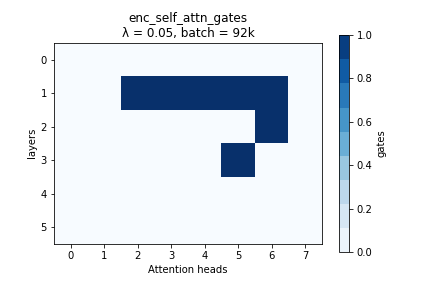 enc_self_attn_gates
λ = 0.05, batch = 92k
layers
0
1
2
3
4
5
0 1 2 3 4 5 6 7
Attention heads
1.0
0.8
0.6
0.4
0.2
0.0
gates